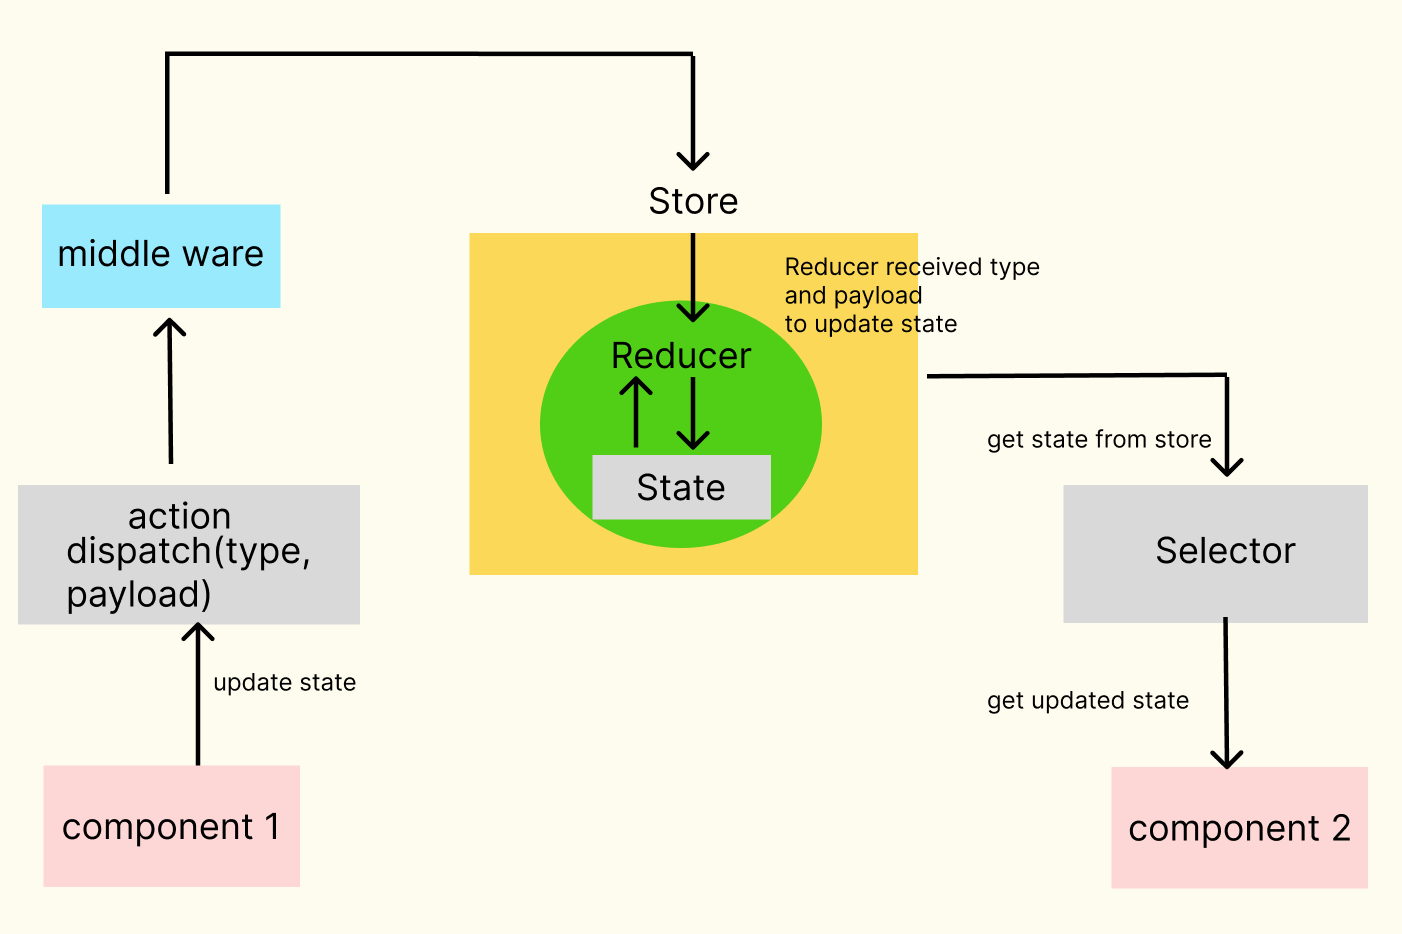 Store
middle ware
Reducer received type
and payload
to update state
Reducer
get state from store
State
action
dispatch(type,
payload)
Selector
update state
get updated state
component 1
component 2